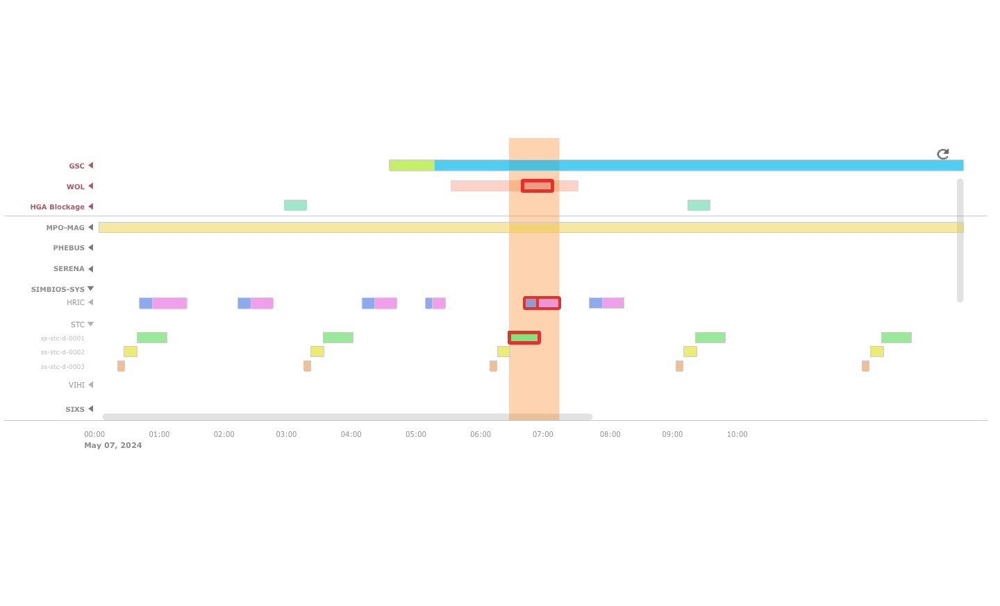 GSC
WOL
HGA Blockage
MPO-MAG
PHEBUS
SERENA
SIMBIOS-SYS
HRIC
STC
ss-stc-d-0001
ss-stc-d-0002
ss-stc-d-0003
VIHI
SIXS
00:00 01:00 02:00 03:00 04:00 05:00 06:00 07:00 08:00 09:00 10:00
May 07, 2024